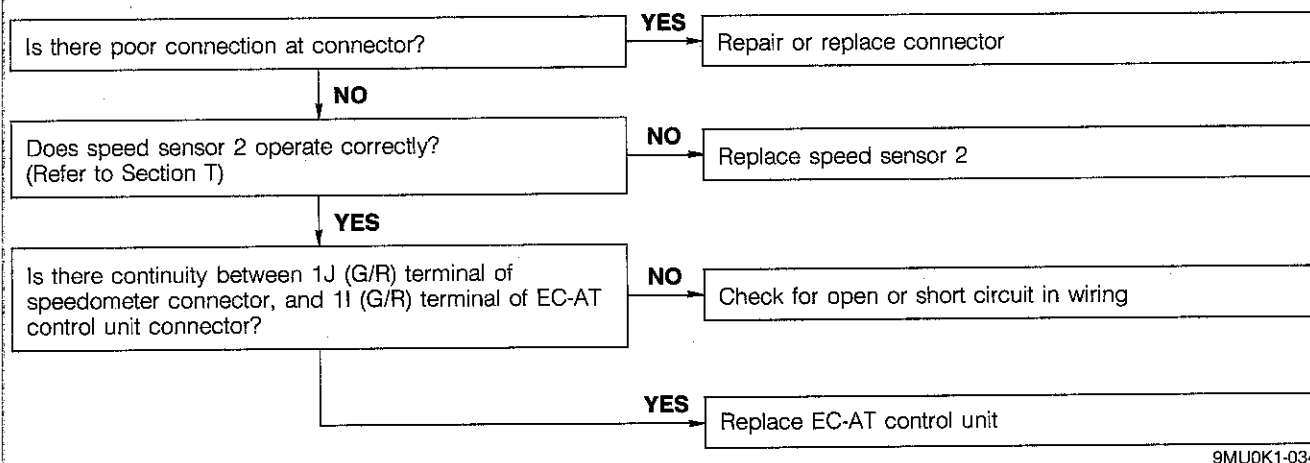 Is there poor connection at connector?
YES
Repair or replace connector
NO
Does speed sensor 2 operate correctly?
(Refer to Section T)
NO
Replace speed sensor 2
YES
Is there continuity between 1J (G/R) terminal of
speedometer connector, and 1I (G/R) terminal of EC-AT
control unit connector?
NO
Check for open or short circuit in wiring
YES
Replace EC-AT control unit
9MU0K1-034